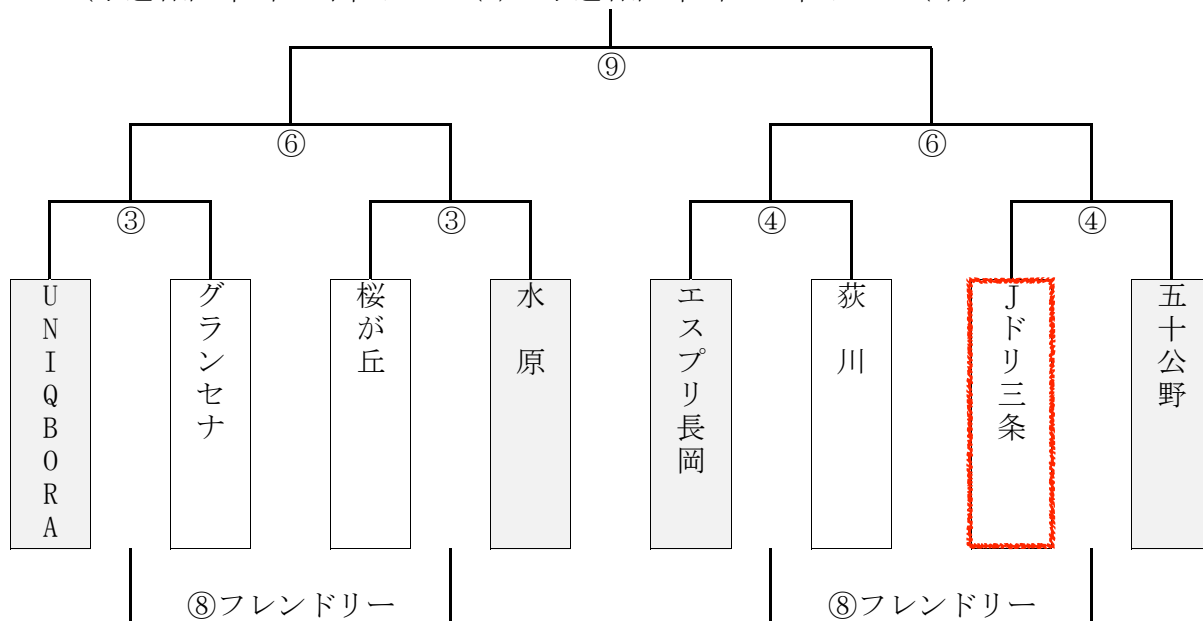 ⑨
⑥ ⑥
③ ③ ④ ④
UNIQBORA
グランセナ
桜が丘
水原
エスプリ長岡
荻川
Jドリ三条
五十公野
⑧フレンドリー ⑧フレンドリー